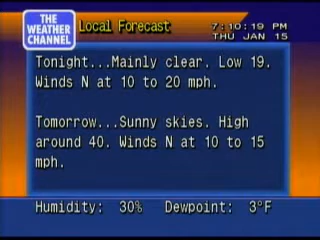 THE
WEATHER
CHANNEL
Local Forecast
7:10:19 PM
THU JAN 15
Tonight...Mainly clear. Low 19.
Winds N at 10 to 20 mph.
Tomorrow...Sunny skies. High
around 40. Winds N at 10 to 15
mph.
Humidity: 30% Dewpoint: 3°F